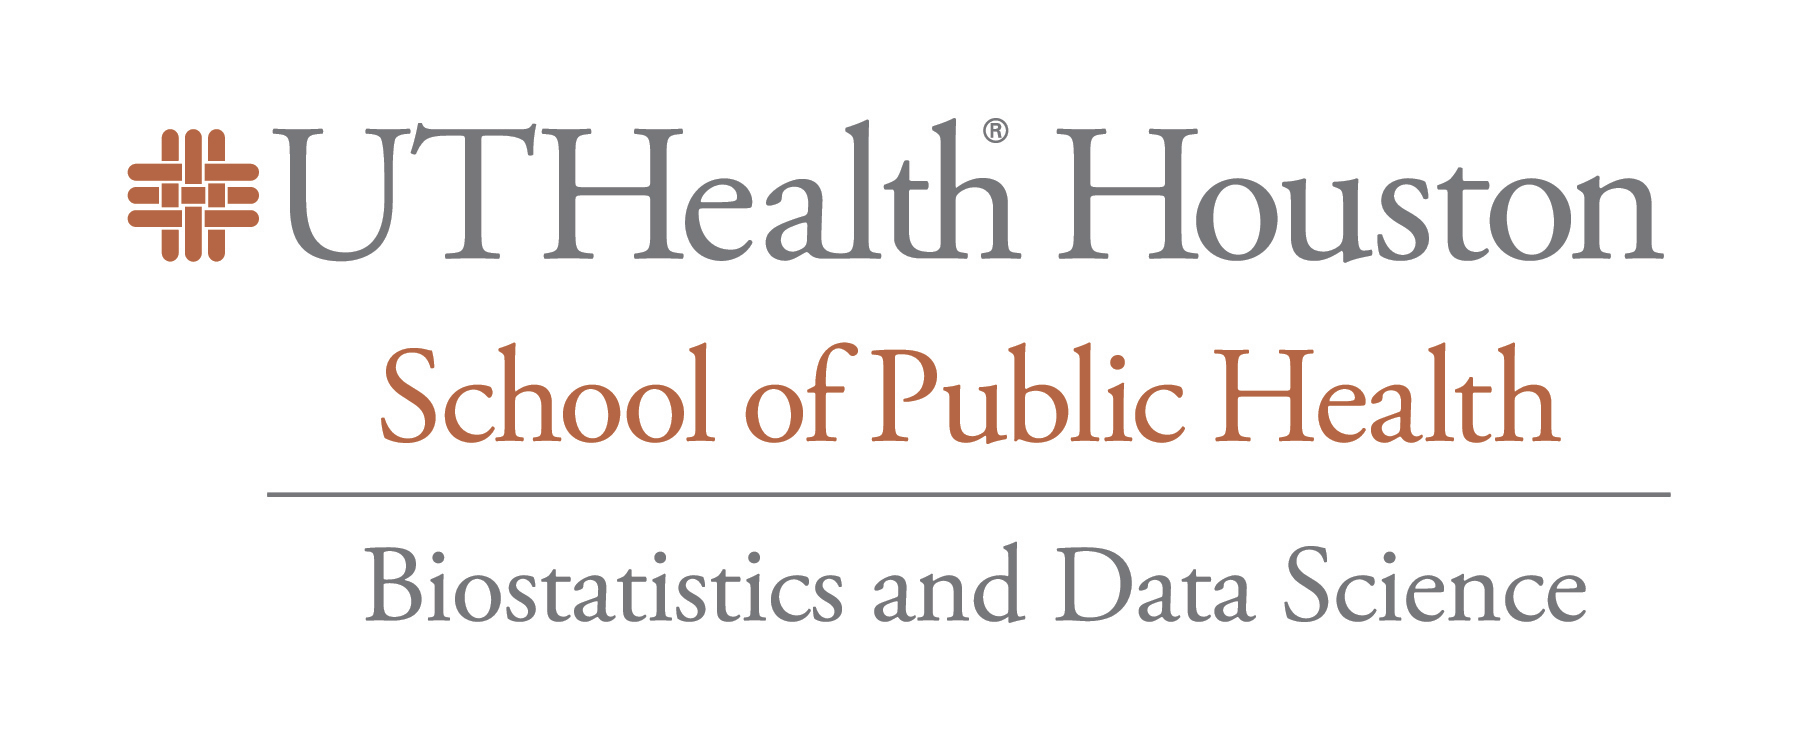 UTHealth® Houston
School of Public Health
Biostatistics and Data Science